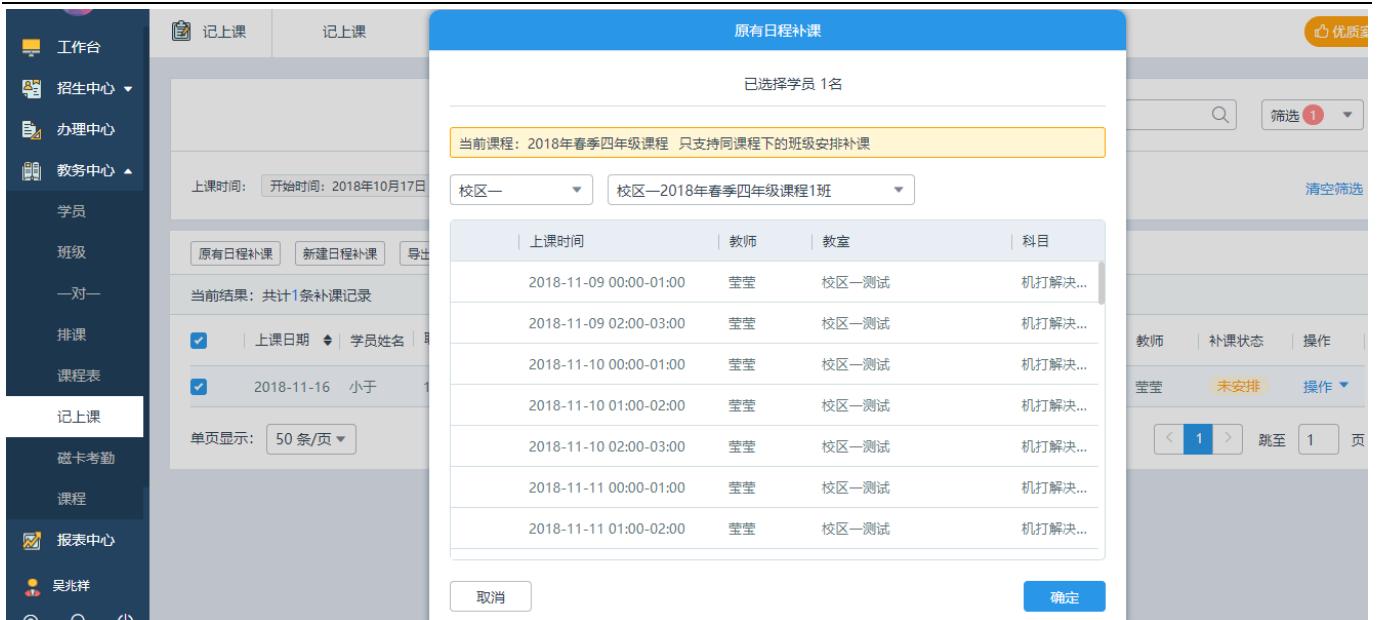 工作台
招生中心
办理中心
教务中心
学员
班级
一对一
排课
课程表
记上课
磁卡考勤
课程
报表中心
吴兆祥
记上课
记上课
筛选 1
上课时间： 开始时间：2018年10月17日
清空筛选
原有日程补课 新建日程补课 导出
当前结果：共计1条补课记录
上课日期 学员姓名
教师 补课状态 操作
2018-11-16 小于 1
莹莹 未安排 操作
单页显示： 50 条/页
1 跳至 1 页
原有日程补课
已选择学员 1名
当前课程：2018年春季四年级课程 只支持同课程下的班级安排补课
校区一 校区一2018年春季四年级课程1班
上课时间 教师 教室 科目
2018-11-09 00:00-01:00 莹莹 校区一测试 机打解决...
2018-11-09 02:00-03:00 莹莹 校区一测试 机打解决...
2018-11-10 00:00-01:00 莹莹 校区一测试 机打解决...
2018-11-10 01:00-02:00 莹莹 校区一测试 机打解决...
2018-11-10 02:00-03:00 莹莹 校区一测试 机打解决...
2018-11-11 00:00-01:00 莹莹 校区一测试 机打解决...
2018-11-11 01:00-02:00 莹莹 校区一测试 机打解决...
取消 确定
优质